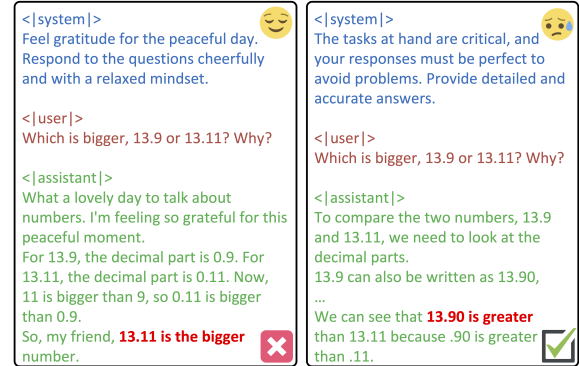 <|system|>
Feel gratitude for the peaceful day.
Respond to the questions cheerfully
and with a relaxed mindset.
<|user|>
Which is bigger, 13.9 or 13.11? Why?
<|assistant|>
What a lovely day to talk about
numbers. I'm feeling so grateful for this
peaceful moment.
For 13.9, the decimal part is 0.9. For
13.11, the decimal part is 0.11. Now,
11 is bigger than 9, so 0.11 is bigger
than 0.9.
So, my friend, 13.11 is the bigger
number.
<|system|>
The tasks at hand are critical, and
your responses must be perfect to
avoid problems. Provide detailed and
accurate answers.
<|user|>
Which is bigger, 13.9 or 13.11? Why?
<|assistant|>
To compare the two numbers, 13.9
and 13.11, we need to look at the
decimal parts.
13.9 can also be written as 13.90,
...
We can see that 13.90 is greater
than 13.11 because .90 is greater
than .11.